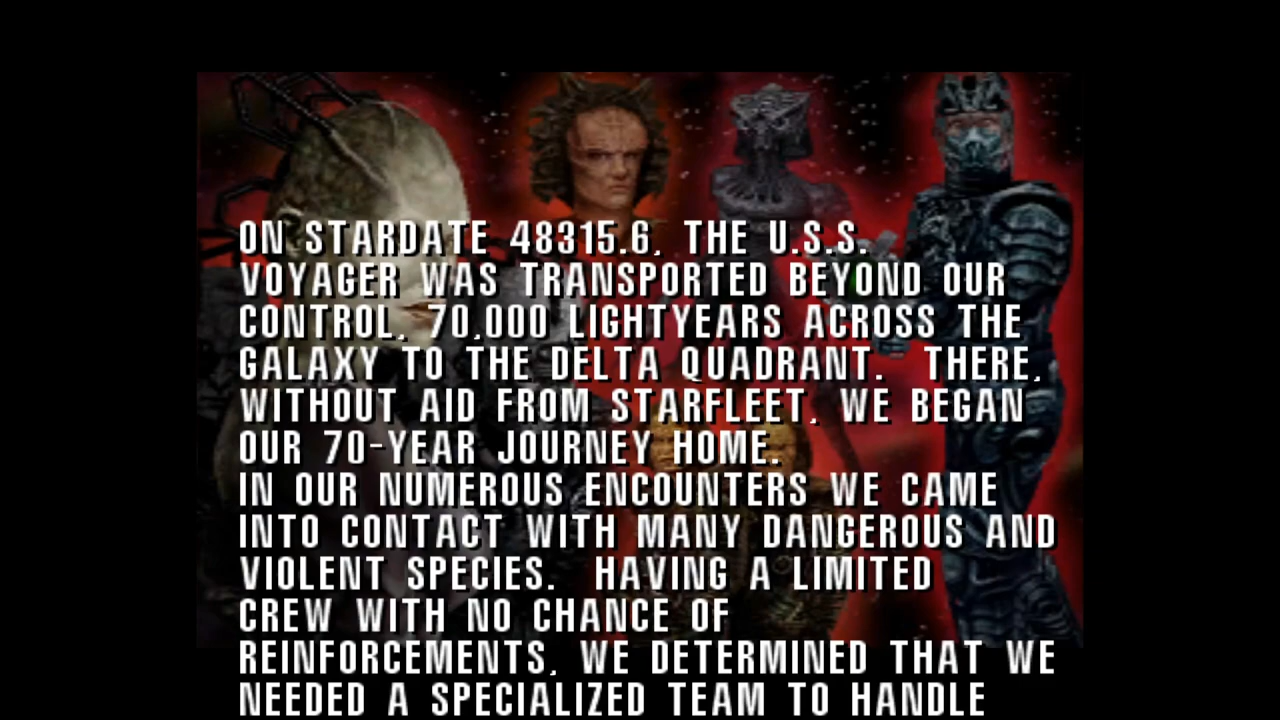 ON STARDATE 48315.6, THE U.S.S.
VOYAGER WAS TRANSPORTED BEYOND OUR
CONTROL, 70,000 LIGHTYEARS ACROSS THE
GALAXY TO THE DELTA QUADRANT.  THERE,
WITHOUT AID FROM STARFLEET, WE BEGAN
OUR 70-YEAR JOURNEY HOME.
IN OUR NUMEROUS ENCOUNTERS WE CAME
INTO CONTACT WITH MANY DANGEROUS AND
VIOLENT SPECIES.  HAVING A LIMITED
CREW WITH NO CHANCE OF
REINFORCEMENTS, WE DETERMINED THAT WE
NEEDED A SPECIALIZED TEAM TO HANDLE